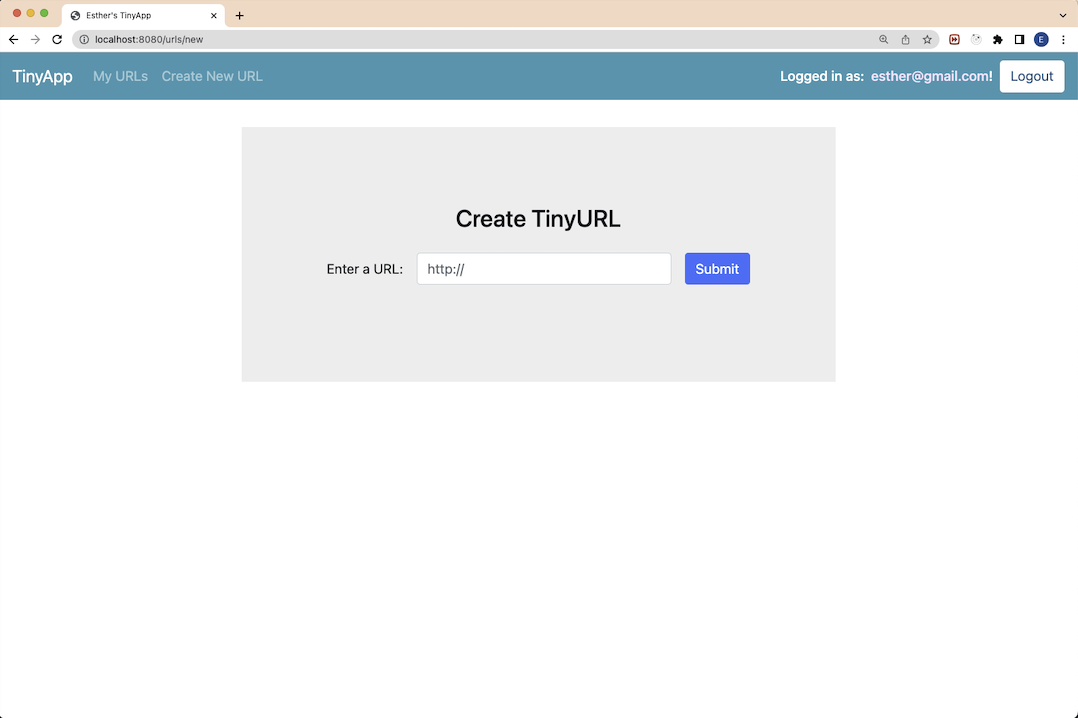 Esther's TinyApp
localhost:8080/urls/new
E
TinyApp My URLs Create New URL Logged in as: esther@gmail.com! Logout
Create TinyURL
Enter a URL: http:// Submit